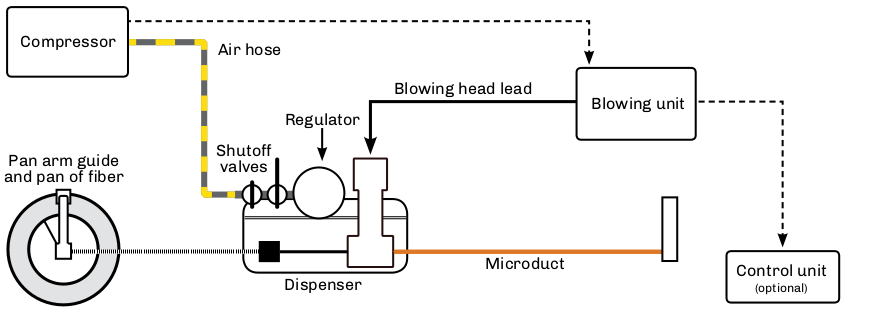 Compressor
Air hose
Blowing head lead
Blowing unit
Regulator
Shutoff
valves
Pan arm guide
and pan of fiber
Microduct
Dispenser
Control unit
(optional)